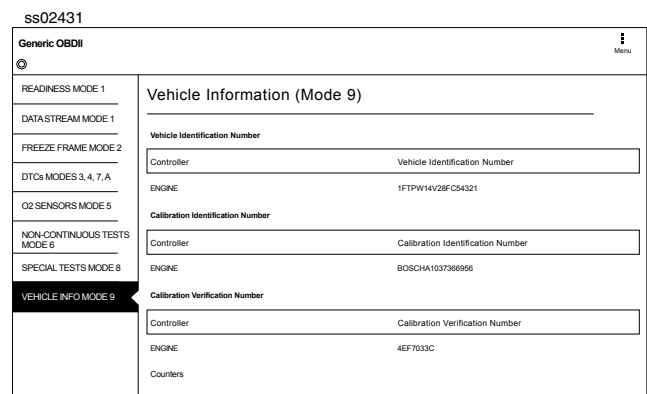 ss02431
Generic OBDII
Menu
READINESS MODE 1
DATA STREAM MODE 1
FREEZE FRAME MODE 2
DTCs MODES 3, 4, 7, A
O2 SENSORS MODE 5
NON-CONTINUOUS TESTS
MODE 6
SPECIAL TESTS MODE 8
VEHICLE INFO MODE 9
Vehicle Information (Mode 9)
Vehicle Identification Number
Controller Vehicle Identification Number
ENGINE 1FTPW14V28FC54321
Calibration Identification Number
Controller Calibration Identification Number
ENGINE BOSCHA1037366956
Calibration Verification Number
Controller Calibration Verification Number
ENGINE 4EF7033C
Counters